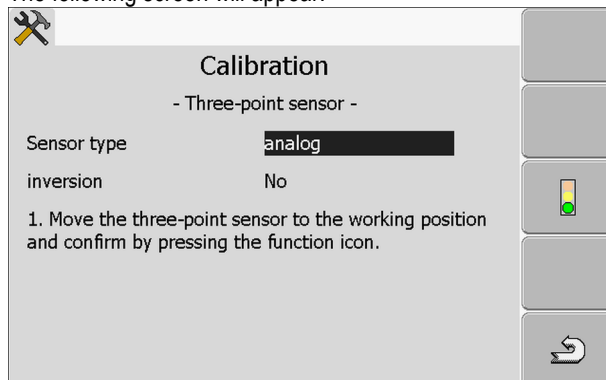 The following screen will appear:
Calibration
- Three-point sensor -
Sensor type analog
inversion No
1. Move the three-point sensor to the working position
and confirm by pressing the function icon.